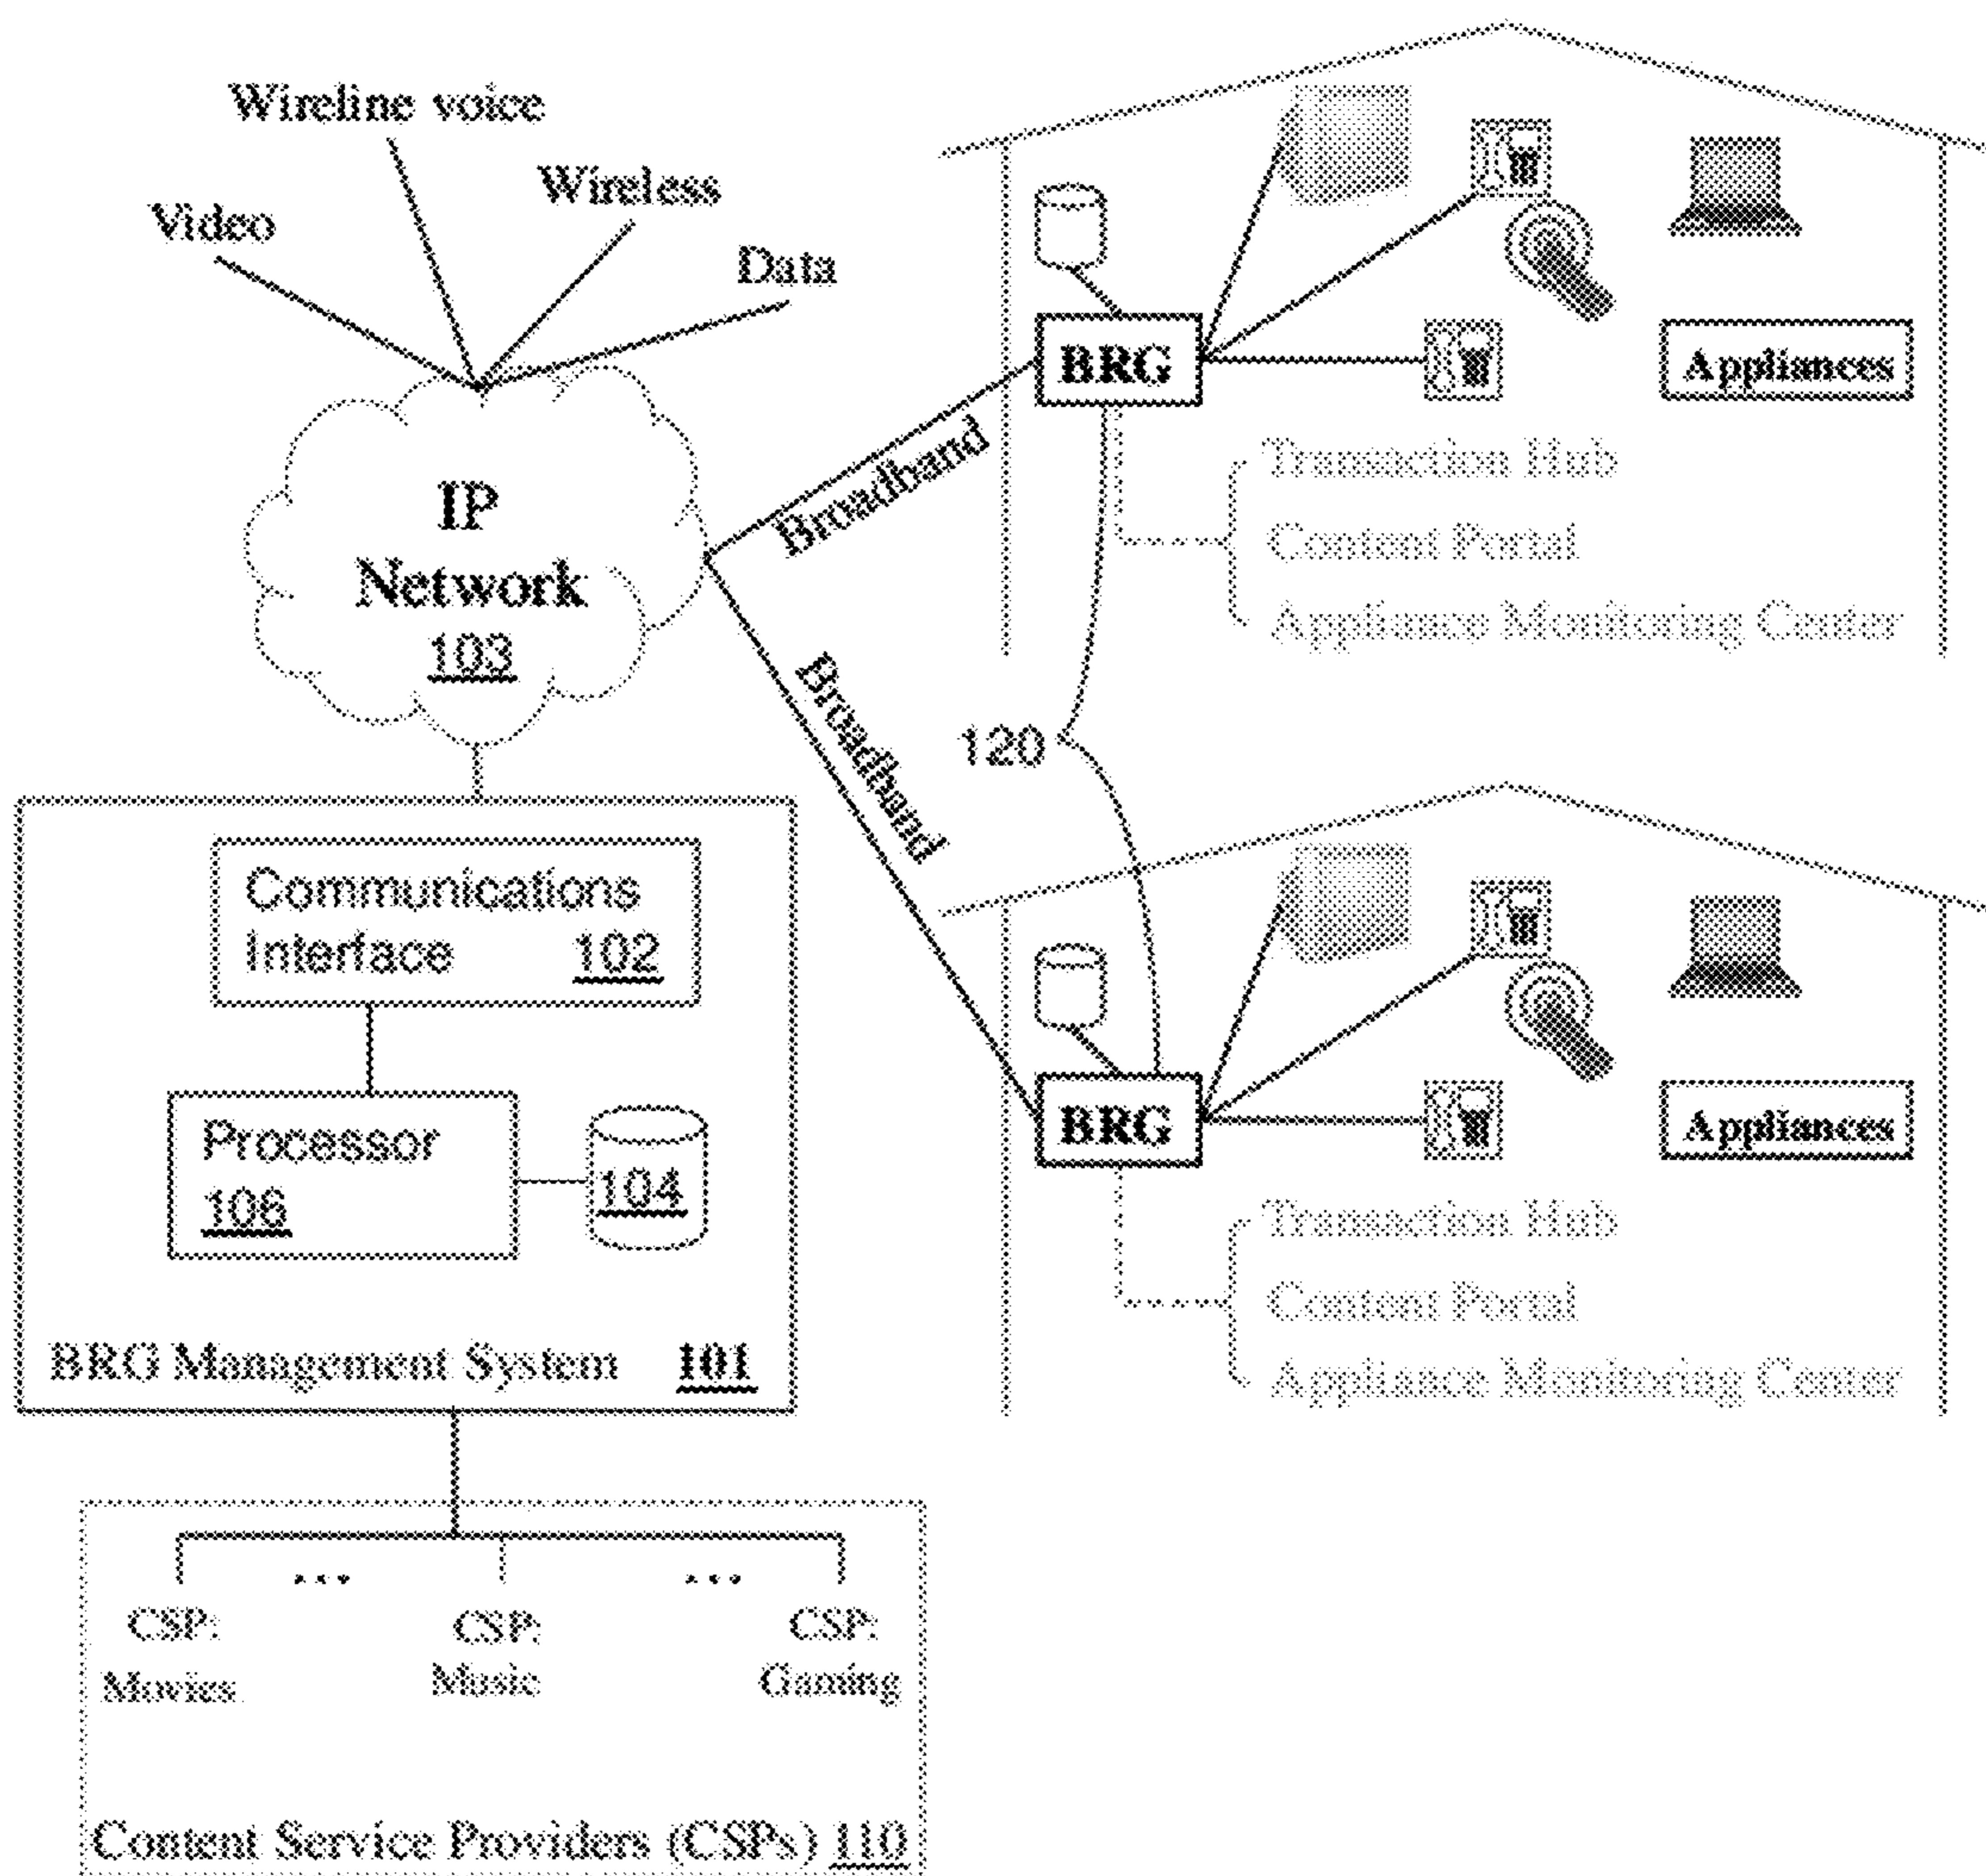 Wireline voice
Wireless
Video
Data
IP
Network
103
Broadband
Broadband
BRG
Appliances
Transaction Hub
Content Portal
Appliance Monitoring Center
120
Communications
Interface 102
Processor
106
104
BRG Management System 101
BRG
Appliances
Transaction Hub
Content Portal
Appliance Monitoring Center
... ...
CSP:
Movies
CSP:
Music
CSP:
Gaming
Content Service Providers (CSPs) 110